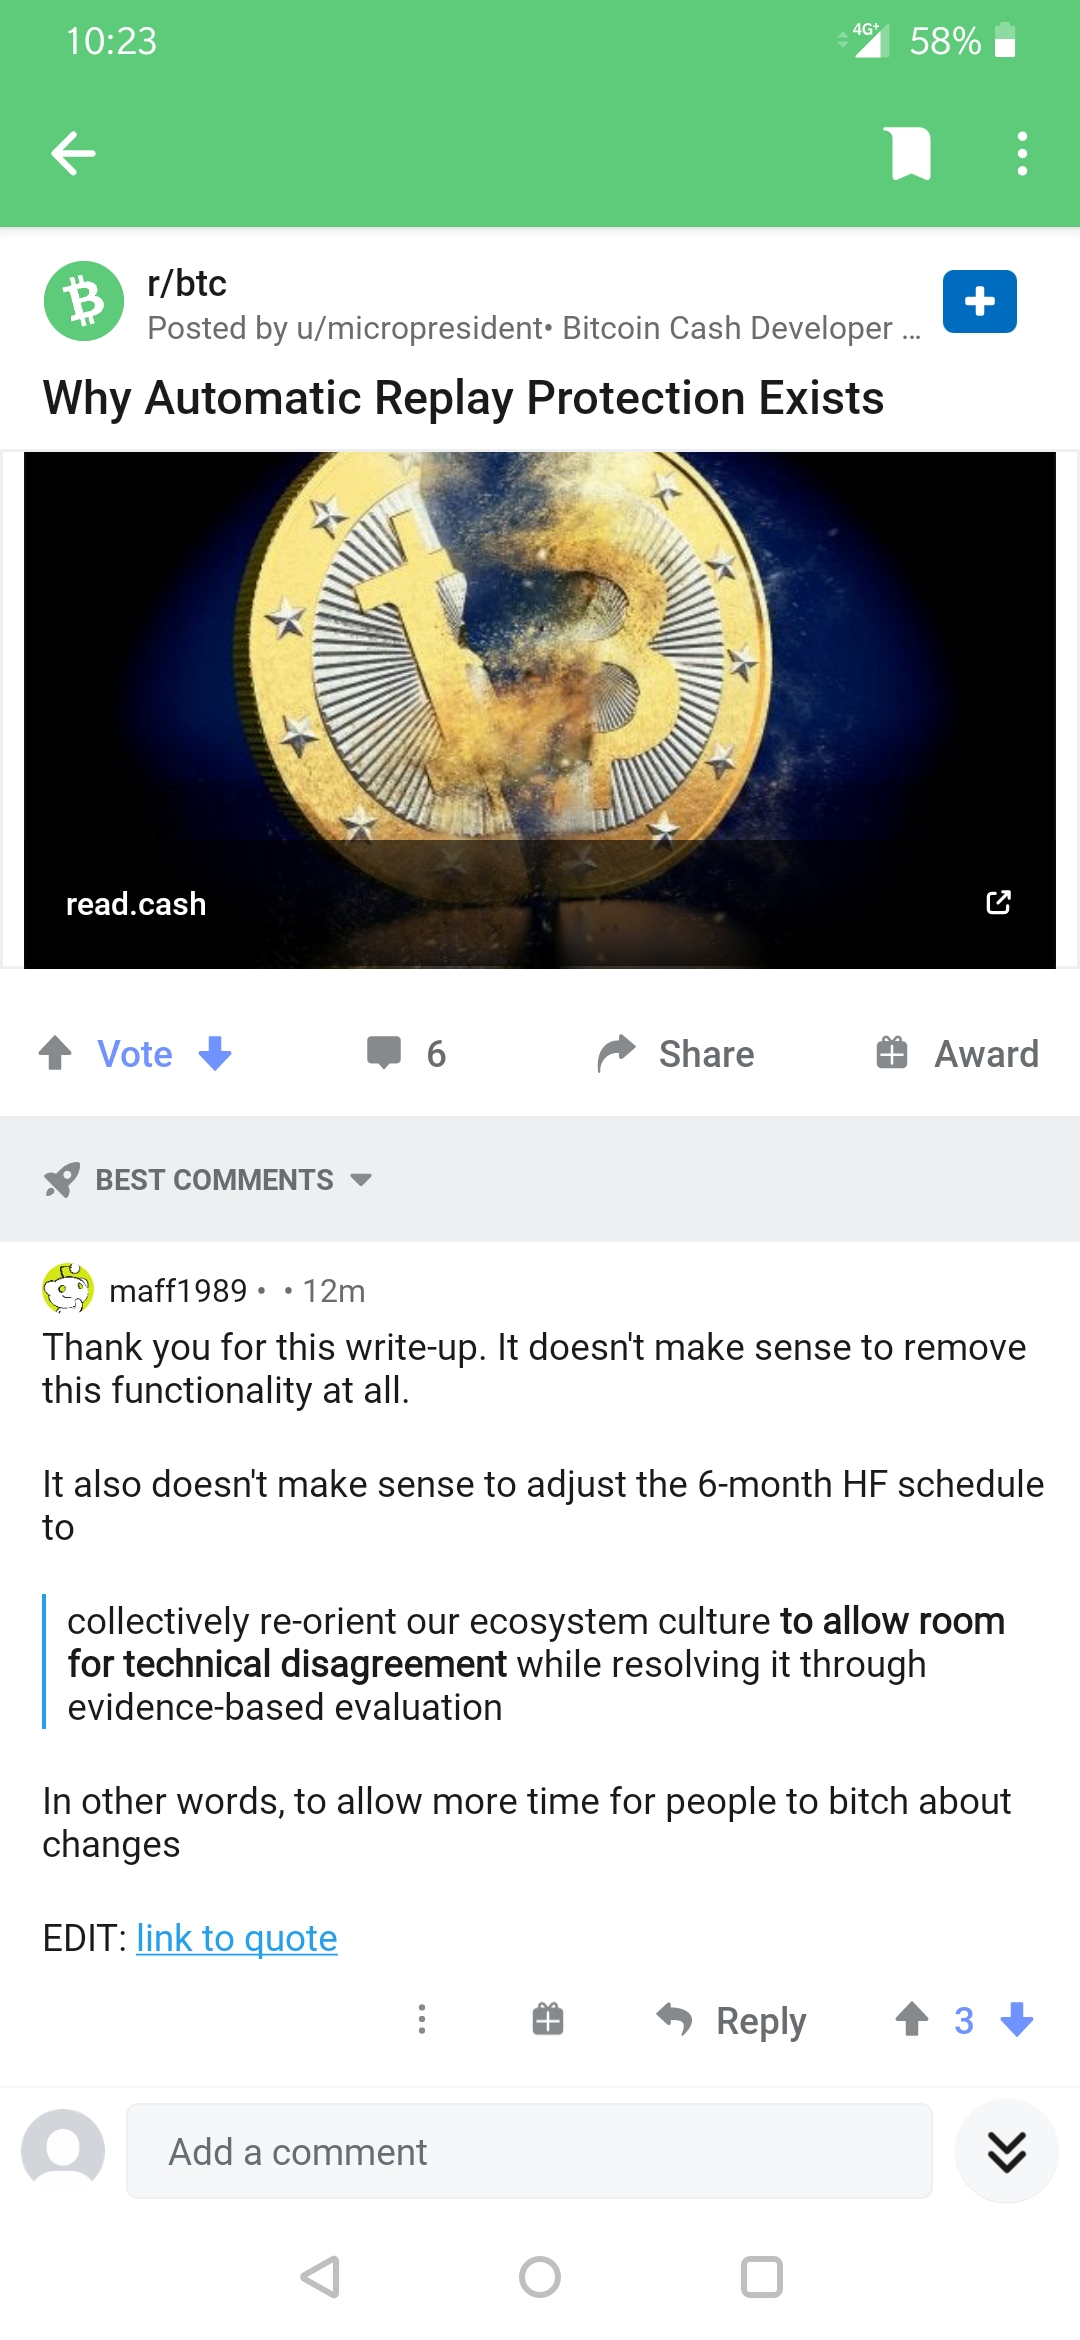 10:23
4G+ 58%
r/btc
Posted by u/micropresident• Bitcoin Cash Developer ...
Why Automatic Replay Protection Exists
read.cash
Vote 6 Share Award
BEST COMMENTS
maff1989 • • 12m
Thank you for this write-up. It doesn't make sense to remove
this functionality at all.
It also doesn't make sense to adjust the 6-month HF schedule
to
collectively re-orient our ecosystem culture to allow room
for technical disagreement while resolving it through
evidence-based evaluation
In other words, to allow more time for people to bitch about
changes
EDIT: link to quote
Reply 3
Add a comment